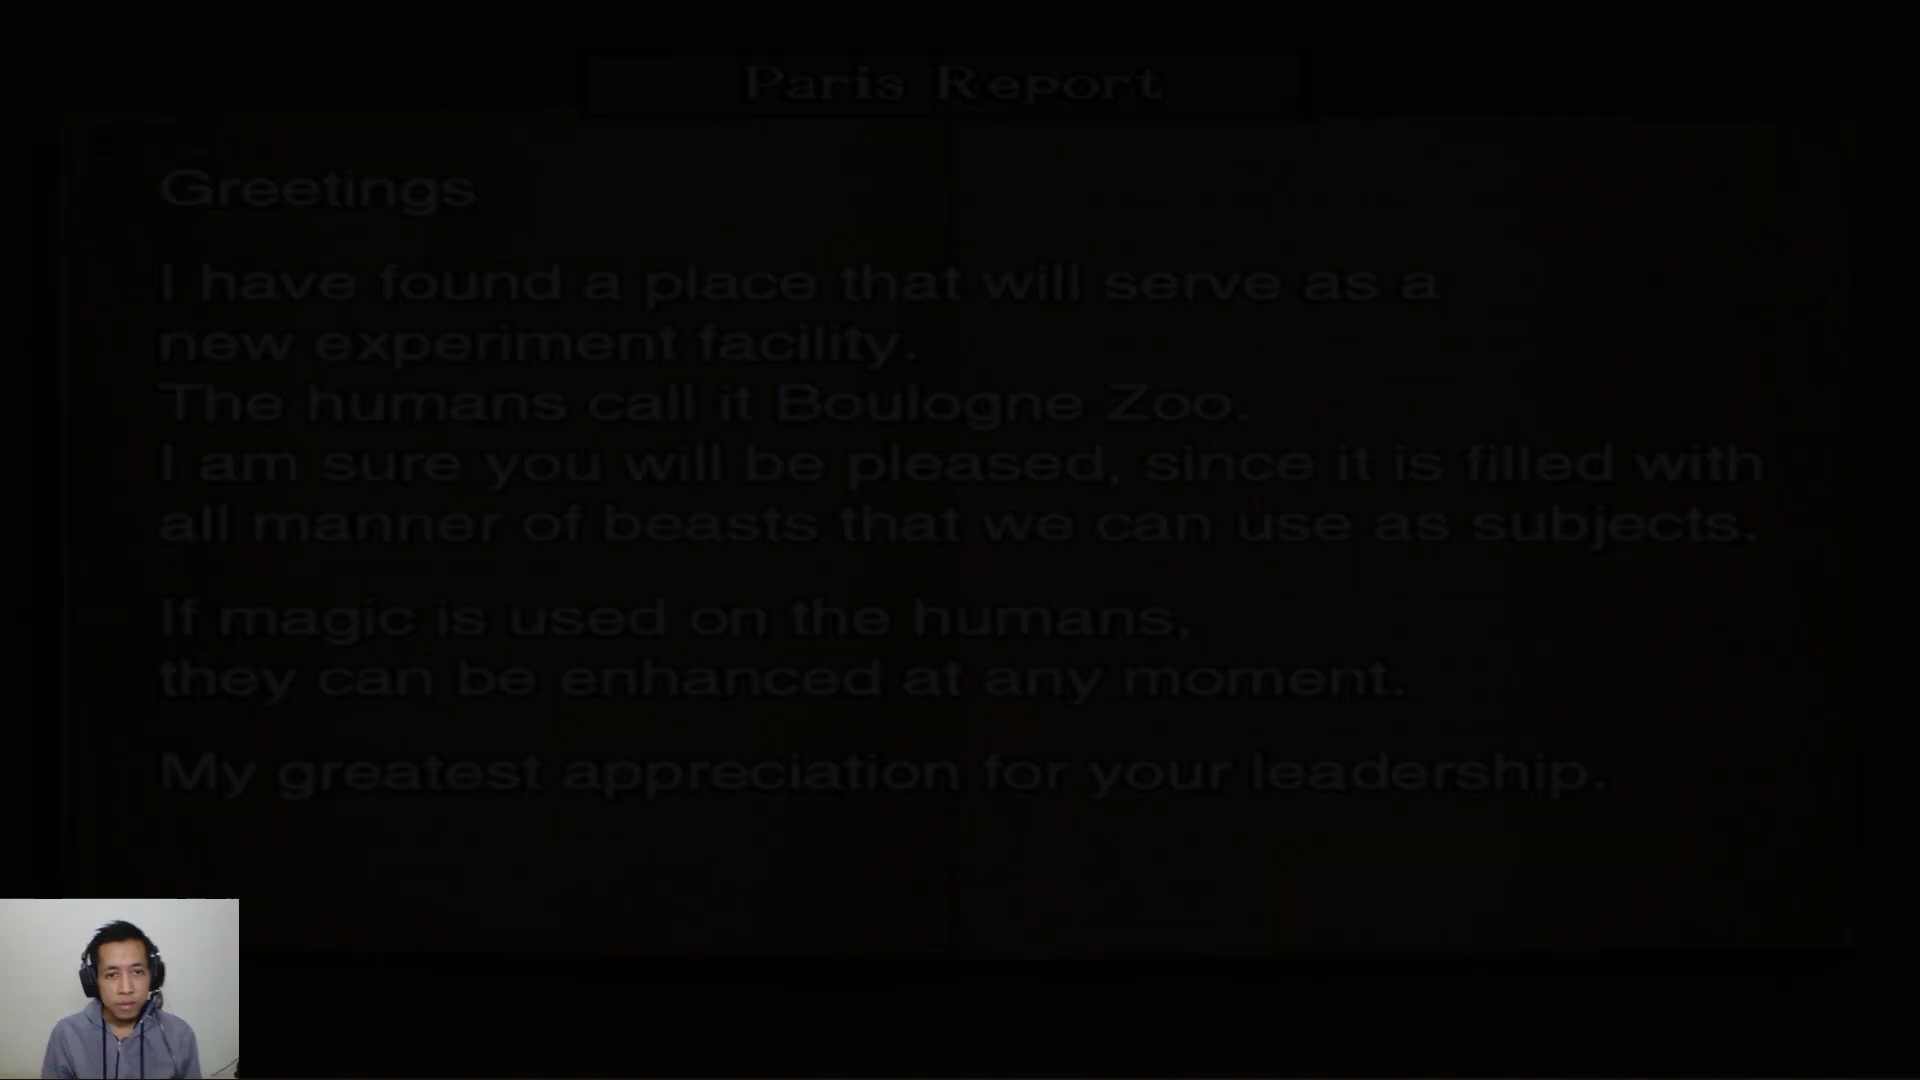 Paris Report
Greetings
I have found a place that will serve as a
new experiment facility.
The humans call it Boulogne Zoo.
I am sure you will be pleased, since it is filled with
all manner of beasts that we can use as subjects.
If magic is used on the humans,
they can be enhanced at any moment.
My greatest appreciation for your leadership.